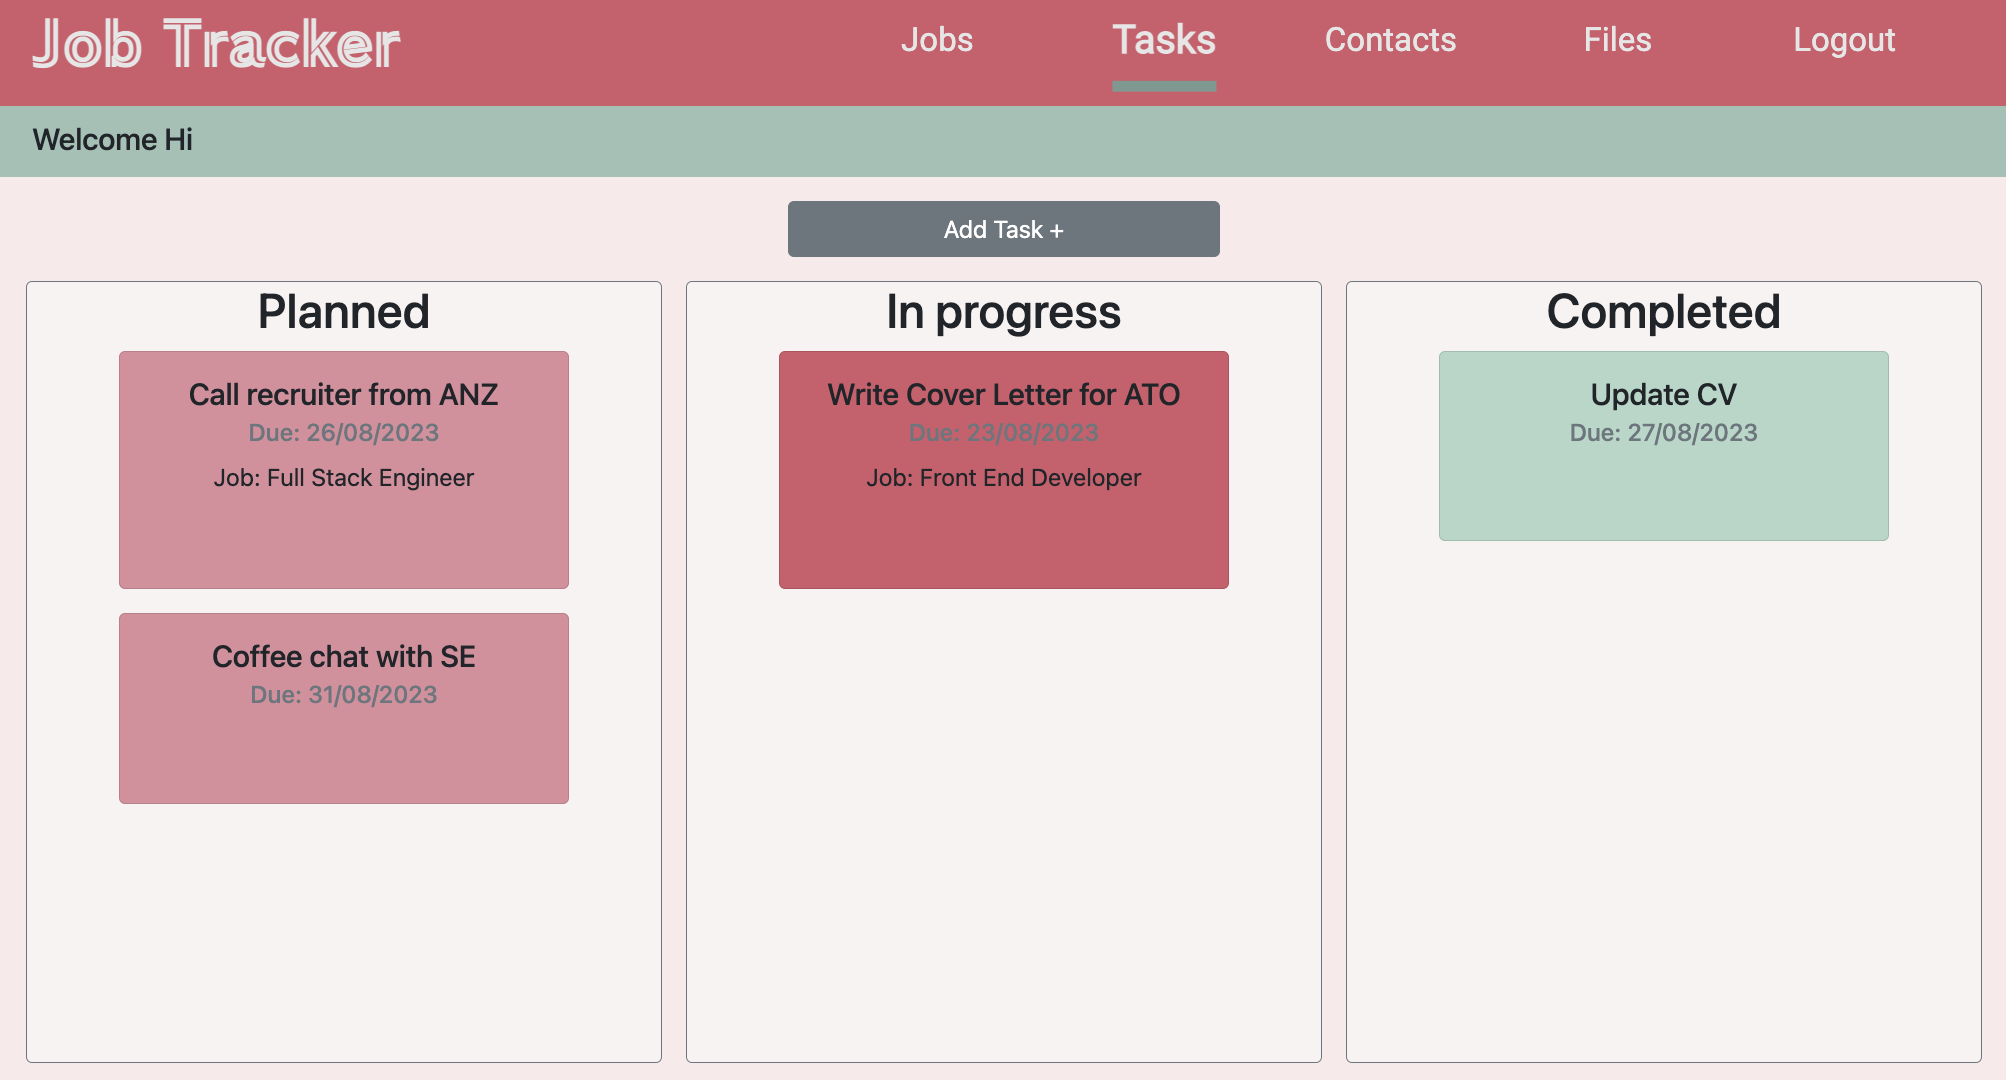 Job Tracker
Jobs
Tasks
Contacts
Files
Logout
Welcome Hi
Add Task +
Planned
Call recruiter from ANZ
Due: 26/08/2023
Job: Full Stack Engineer
Coffee chat with SE
Due: 31/08/2023
In progress
Write Cover Letter for ATO
Due: 23/08/2023
Job: Front End Developer
Completed
Update CV
Due: 27/08/2023